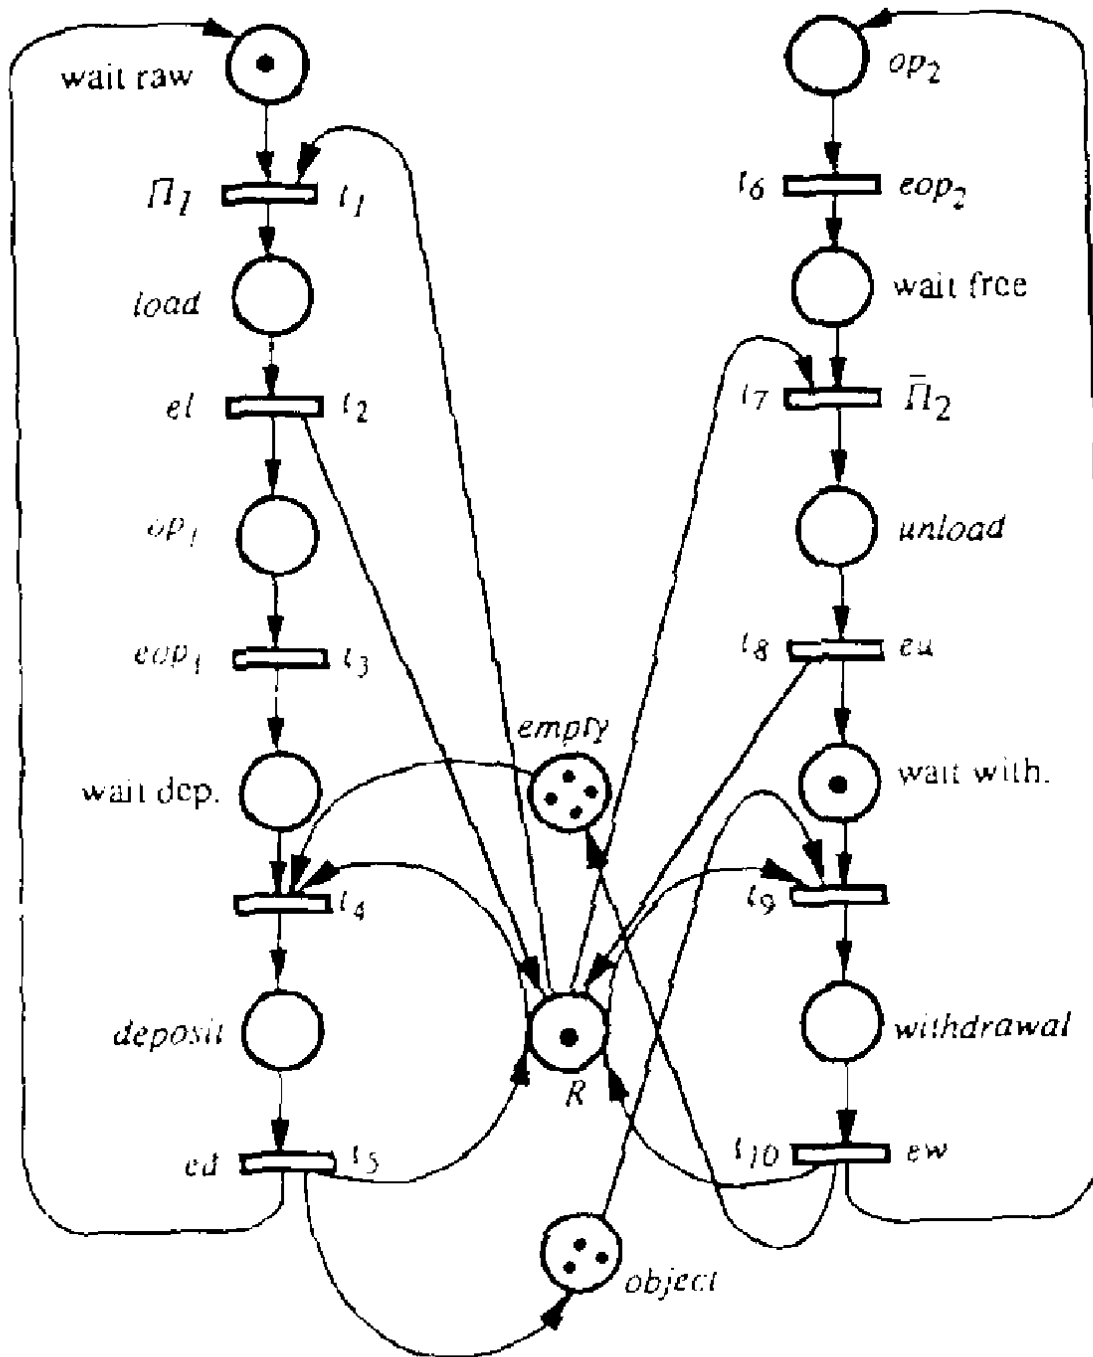 wait raw
op₂
Π₁ t₁
t₆ eop₂
load
wait free
el t₂
t₇ Π̄₂
op₁
unload
eop₁ t₃
t₈ eu
empty
wait dep.
wait with.
t₄
t₉
deposit
withdrawal
R
ed t₅
t₁₀ ew
object